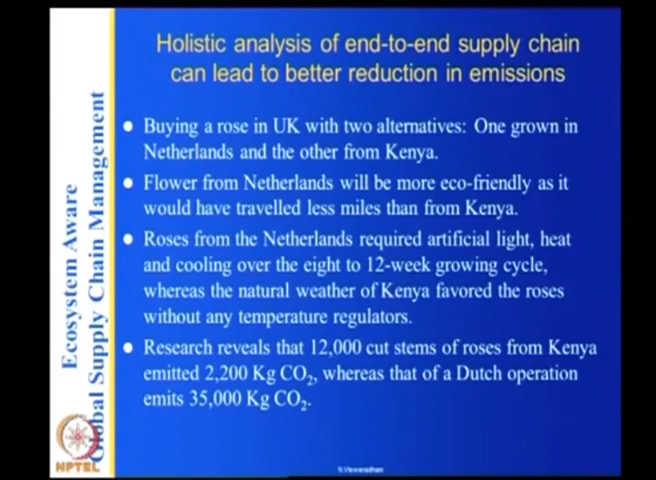 Holistic analysis of end-to-end supply chain
can lead to better reduction in emissions
Ecosystem Aware
Global Supply Chain Management
• Buying a rose in UK with two alternatives: One grown in
Netherlands and the other from Kenya.
• Flower from Netherlands will be more eco-friendly as it
would have travelled less miles than from Kenya.
• Roses from the Netherlands required artificial light, heat
and cooling over the eight to 12-week growing cycle,
whereas the natural weather of Kenya favored the roses
without any temperature regulators.
• Research reveals that 12,000 cut stems of roses from Kenya
emitted 2,200 Kg CO₂, whereas that of a Dutch operation
emits 35,000 Kg CO₂.
NPTEL
N.Viswanadham